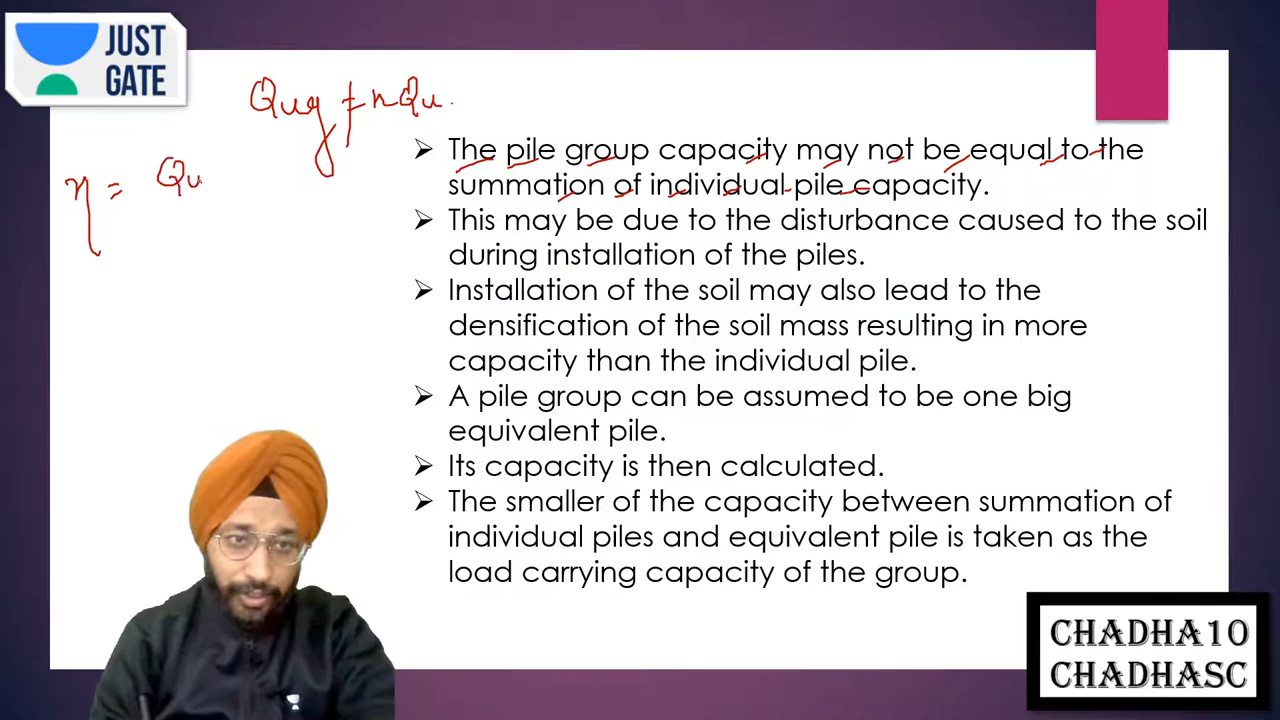 JUST
GATE
Qug ≠ nQu.
η = Qu
➤ The pile group capacity may not be equal to the
summation of individual pile capacity.
➤ This may be due to the disturbance caused to the soil
during installation of the piles.
➤ Installation of the soil may also lead to the
densification of the soil mass resulting in more
capacity than the individual pile.
➤ A pile group can be assumed to be one big
equivalent pile.
➤ Its capacity is then calculated.
➤ The smaller of the capacity between summation of
individual piles and equivalent pile is taken as the
load carrying capacity of the group.
CHADHA10
CHADHASC